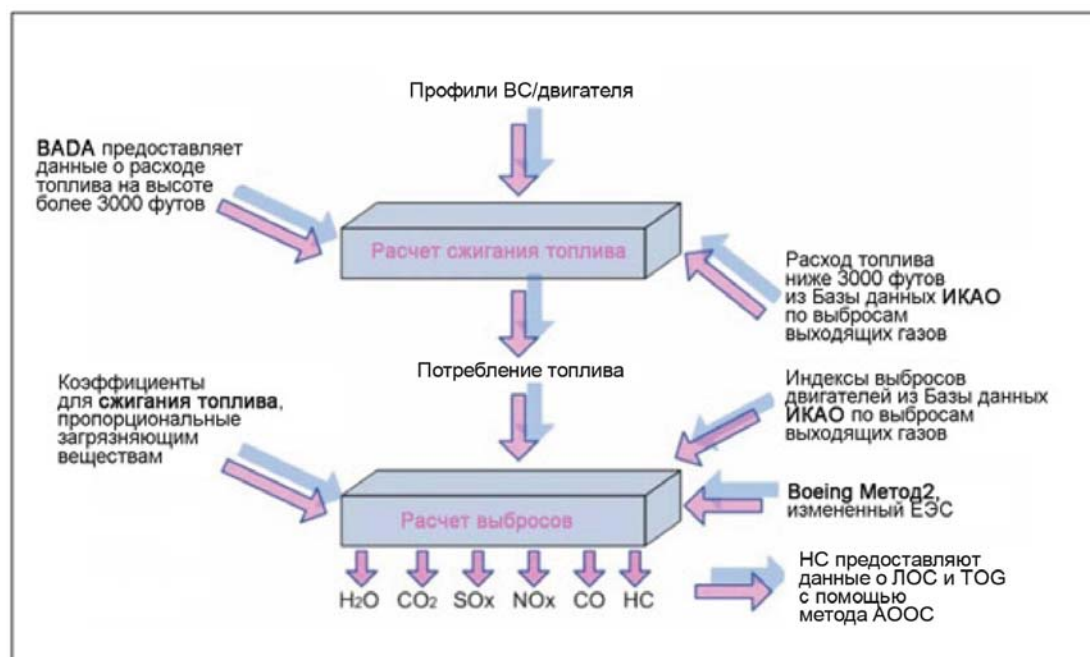 Профили ВС/двигателя
BADA предоставляет
данные о расходе
топлива на высоте
более 3000 футов
Расчет сжигания топлива
Расход топлива
ниже 3000 футов
из Базы данных ИКАО
по выбросам
выходящих газов
Потребление топлива
Коэффициенты
для сжигания топлива,
пропорциональные
загрязняющим
веществам
Индексы выбросов
двигателей из Базы данных
ИКАО по выбросам
выходящих газов
Boeing Метод2,
измененный ЕЭС
Расчет выбросов
H2O CO2 SOx NOx CO HC
HC предоставляют
данные о ЛОС и TOG
с помощью
метода АООС